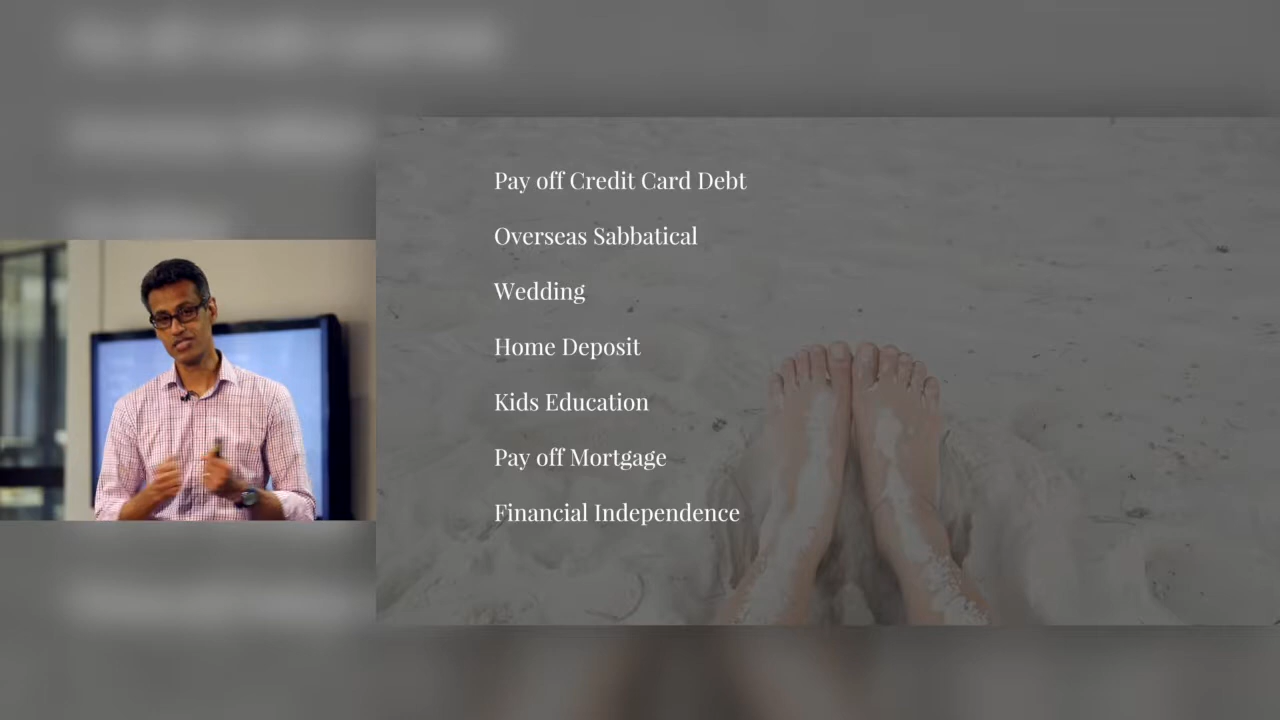 Pay off Credit Card Debt
Overseas Sabbatical
Wedding
Home Deposit
Kids Education
Pay off Mortgage
Financial Independence